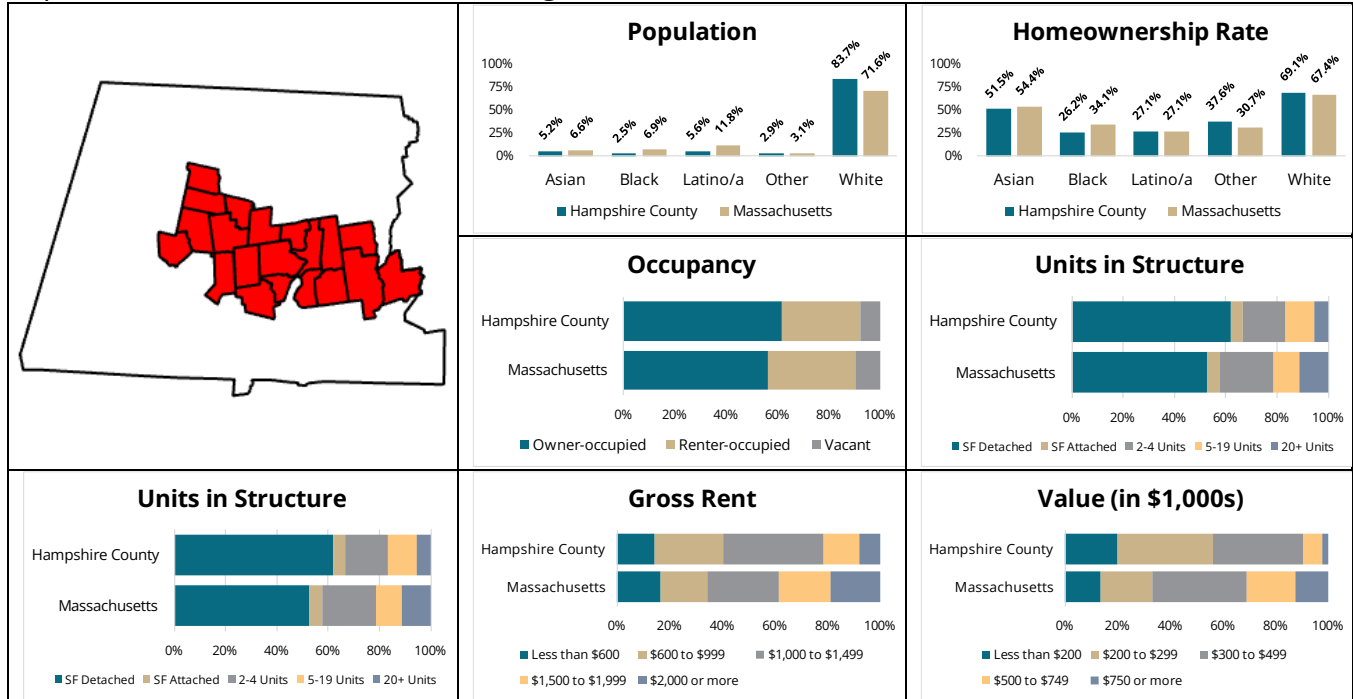 Population
100%
75%
50%
25%
0%
5.2% 6.6% 2.5% 6.9% 5.6% 11.8% 2.9% 3.1% 83.7% 71.6%
Asian Black Latino/a Other White
Hampshire County Massachusetts
Homeownership Rate
100%
75%
50%
25%
0%
51.5% 54.4% 26.2% 34.1% 27.1% 27.1% 37.6% 30.7% 69.1% 67.4%
Asian Black Latino/a Other White
Hampshire County Massachusetts
Occupancy
Hampshire County
Massachusetts
0% 20% 40% 60% 80% 100%
Owner-occupied Renter-occupied Vacant
Units in Structure
Hampshire County
Massachusetts
0% 20% 40% 60% 80% 100%
SF Detached SF Attached 2-4 Units 5-19 Units 20+ Units
Units in Structure
Hampshire County
Massachusetts
0% 20% 40% 60% 80% 100%
SF Detached SF Attached 2-4 Units 5-19 Units 20+ Units
Gross Rent
Hampshire County
Massachusetts
0% 20% 40% 60% 80% 100%
Less than $600 $600 to $999 $1,000 to $1,499
$1,500 to $1,999 $2,000 or more
Value (in $1,000s)
Hampshire County
Massachusetts
0% 20% 40% 60% 80% 100%
Less than $200 $200 to $299 $300 to $499
$500 to $749 $750 or more